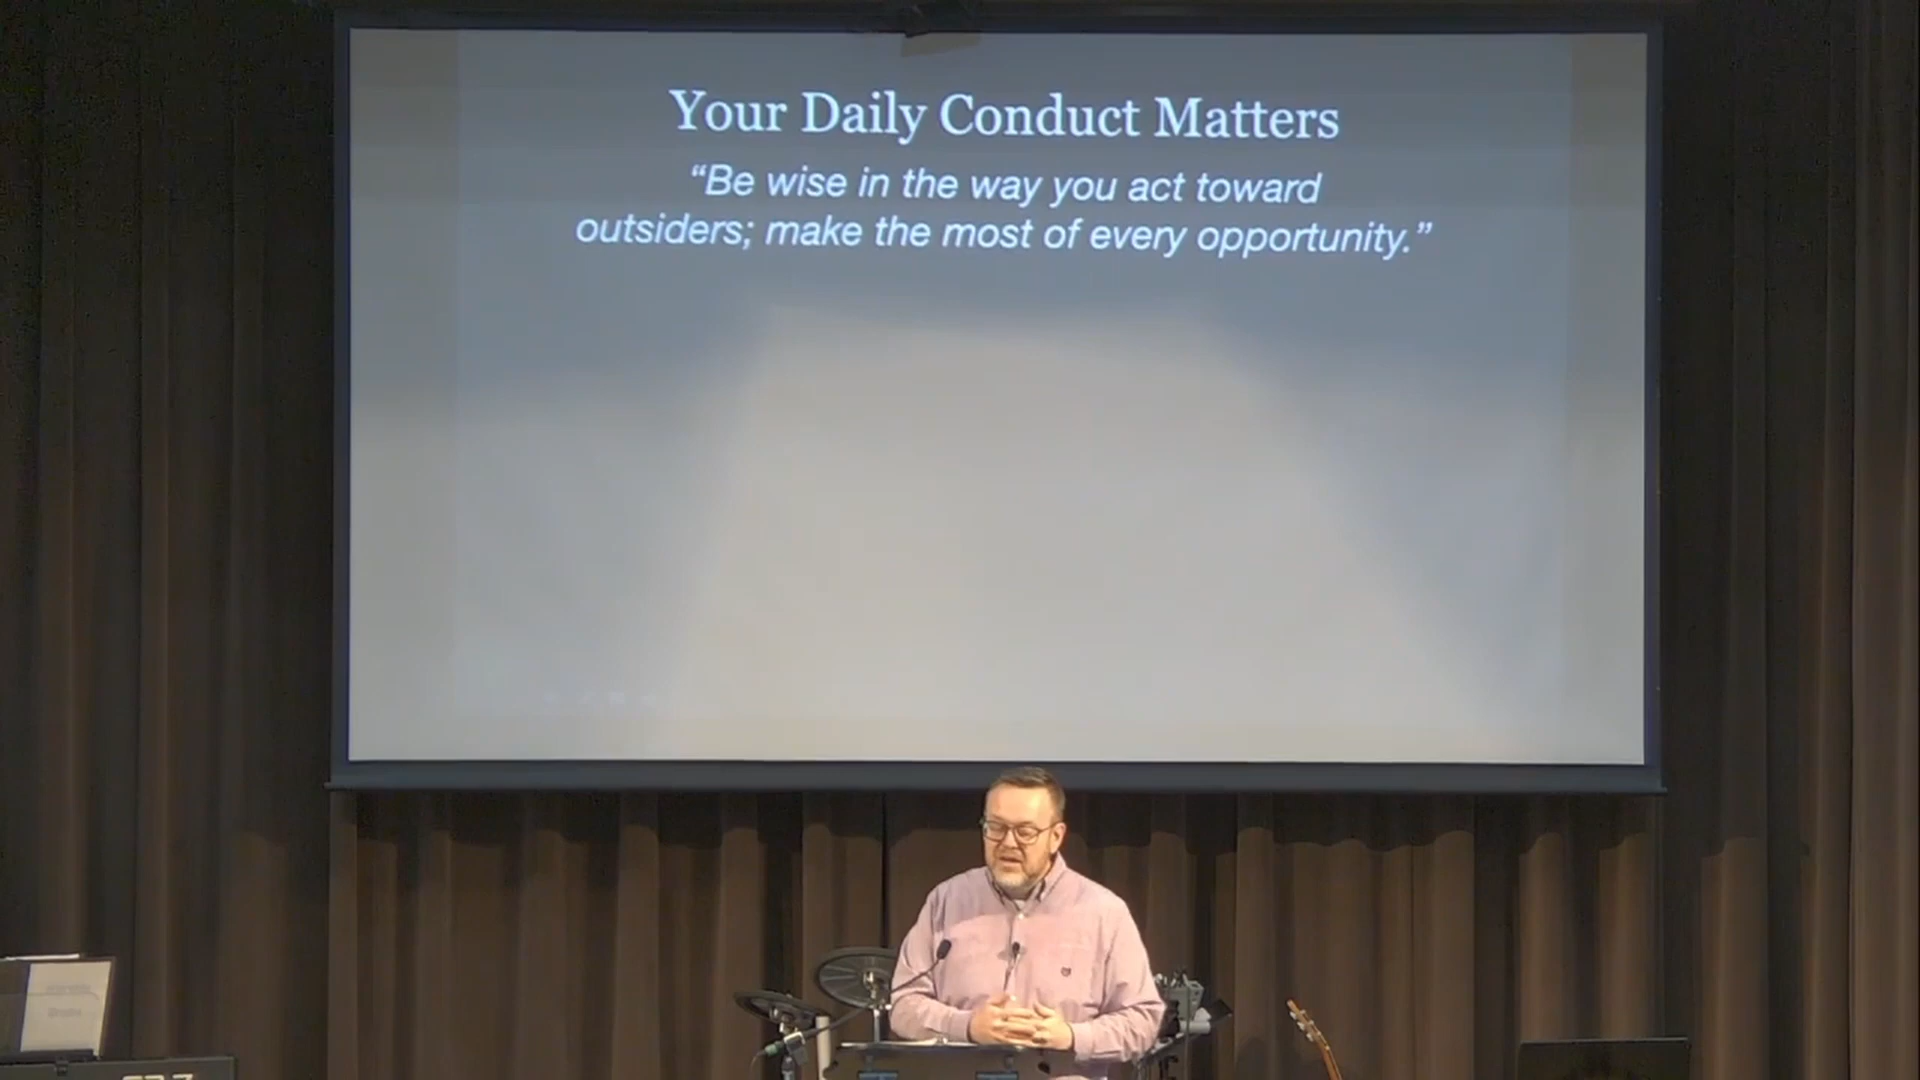 Your Daily Conduct Matters
“Be wise in the way you act toward
outsiders; make the most of every opportunity.”